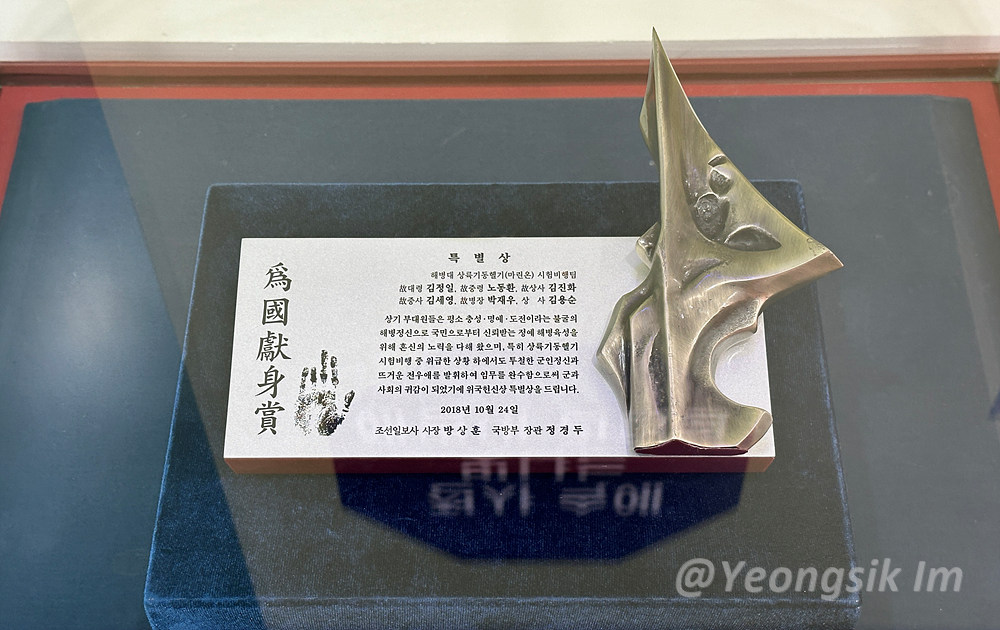 爲國獻身賞
특별상
해병대 상륙기동헬기(마린온) 시험비행팀
故대령 김정일, 故중령 노동환, 故상사 김진화
故중사 김세영, 故병장 박재우, 상 사 김용순
상기 부대원들은 평소 충성·명예·도전이라는 불굴의
해병정신으로 국민으로부터 신뢰받는 정예 해병육성을
위해 혼신의 노력을 다해 왔으며, 특히 상륙기동헬기
시험비행 중 위급한 상황 하에서도 투철한 군인정신과
뜨거운 전우애를 발휘하여 임무를 완수함으로써 군과
사회의 귀감이 되었기에 위국헌신상 특별상을 드립니다.
2018년 10월 24일
조선일보사 사장 방상훈 국방부 장관 정경두
@Yeongsik Im